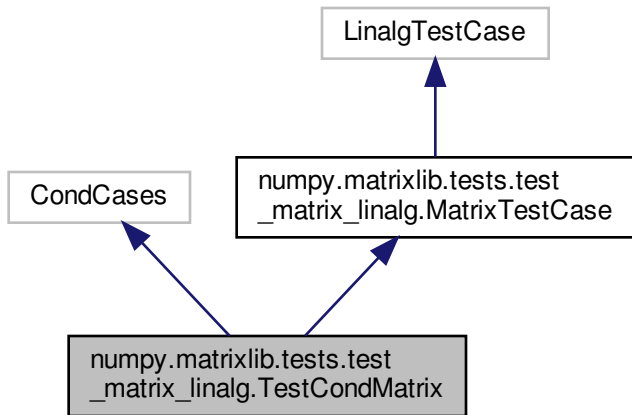 LinalgTestCase
CondCases
numpy.matrixlib.tests.test
_matrix_linalg.MatrixTestCase
numpy.matrixlib.tests.test
_matrix_linalg.TestCondMatrix